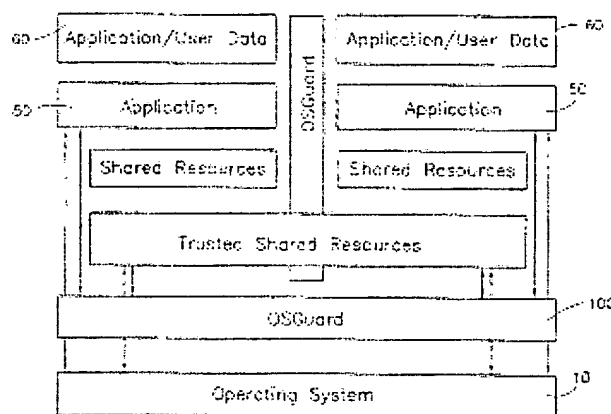 60 Application/User Data Application/User Data 60
OSGuard
50 Application Application 50
Shared Resources Shared Resources
Trusted Shared Resources
OSGuard 100
Operating System 10